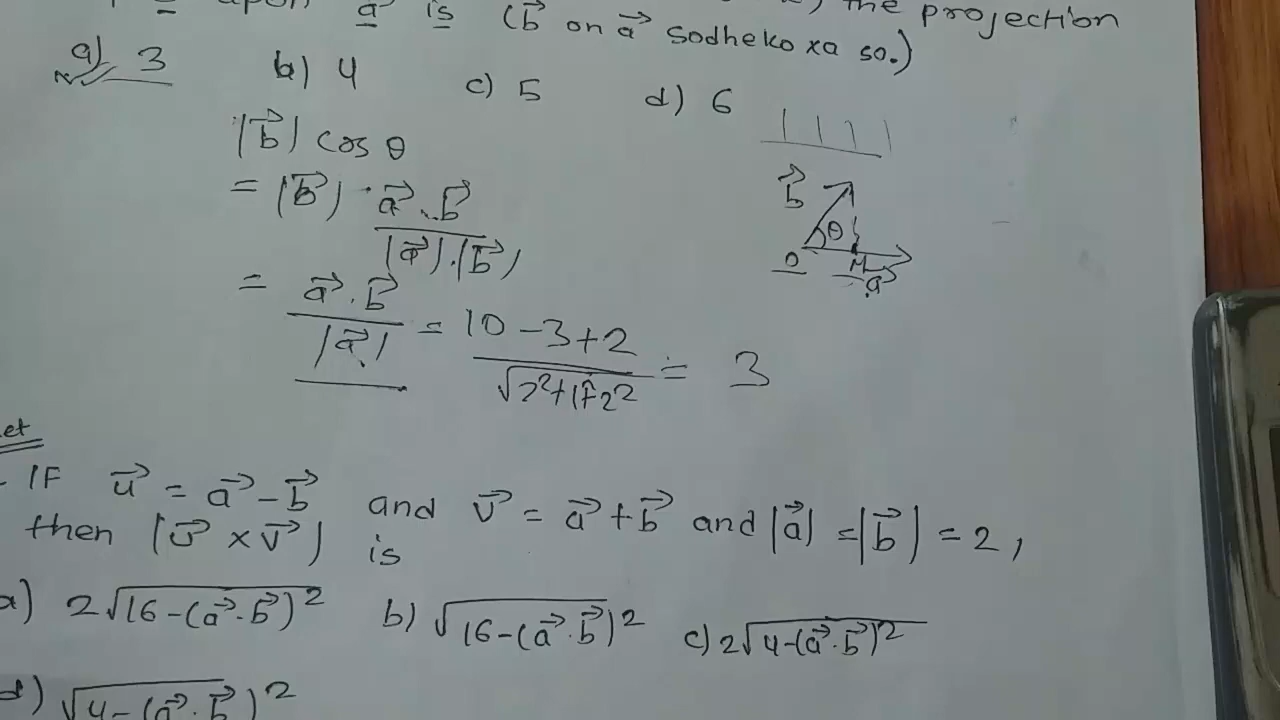 upon a⃗ is (b⃗ on a⃗ sodheko xa so.) the projection
a) 3 b) 4 c) 5 d) 6
|b⃗| cos θ
= |b⃗| · a⃗ . b⃗ / |a⃗| . |b⃗|
= a⃗ . b⃗ / |a⃗| = 10 - 3 + 2 / √2²+1²+2² = 3
b⃗ θ
O M a⃗
IF u⃗ = a⃗ - b⃗ and v⃗ = a⃗ + b⃗ and |a⃗| = |b⃗| = 2,
then |u⃗ × v⃗| is
a) 2√16-(a⃗.b⃗)² b) √16-(a⃗.b⃗)² c) 2√4-(a⃗.b⃗)²
d) √4-(a⃗.b⃗)²